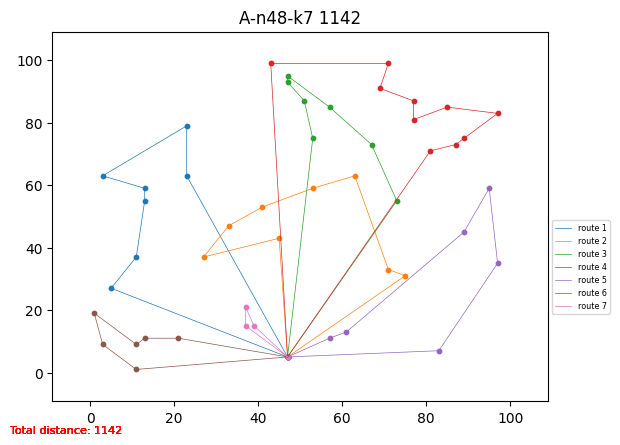 A-n48-k7 1142
100
80
60
40
20
0
0 20 40 60 80 100
route 1
route 2
route 3
route 4
route 5
route 6
route 7
Total distance: 1142